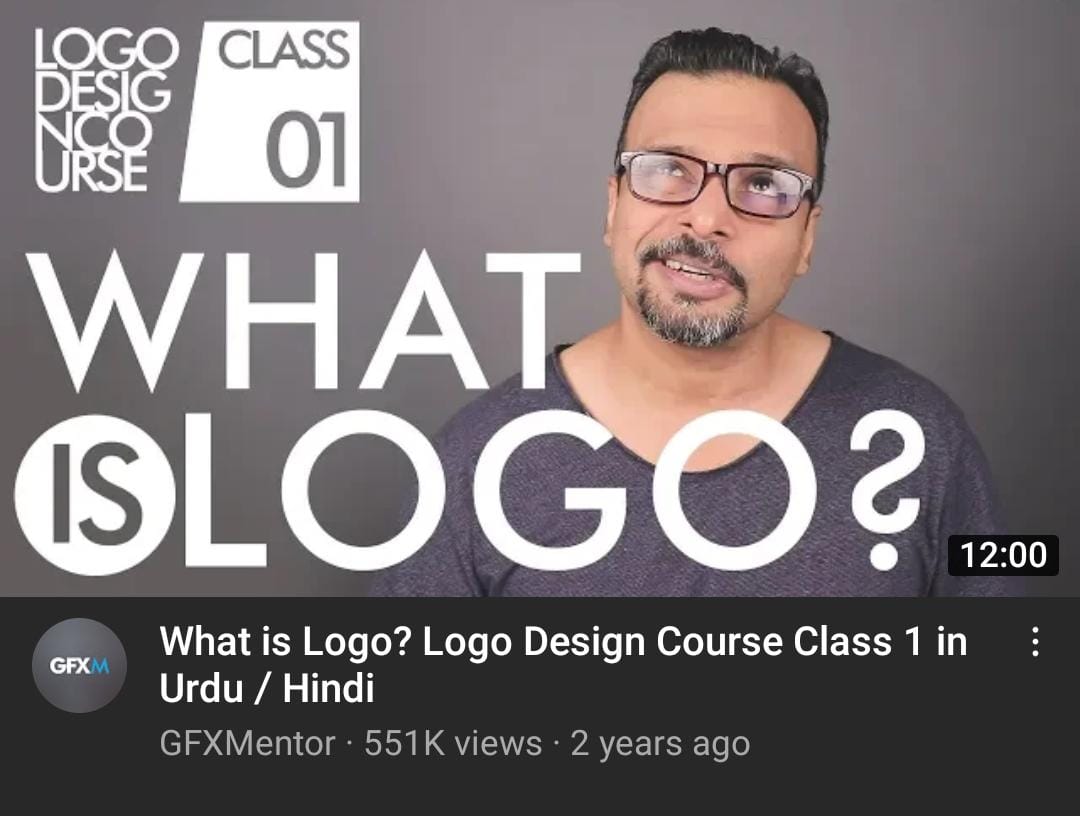 LOGO
DESIG
NCO
URSE
CLASS
01
WHAT
IS LOGO?
12:00
GFXM
What is Logo? Logo Design Course Class 1 in
Urdu / Hindi
GFXMentor · 551K views · 2 years ago